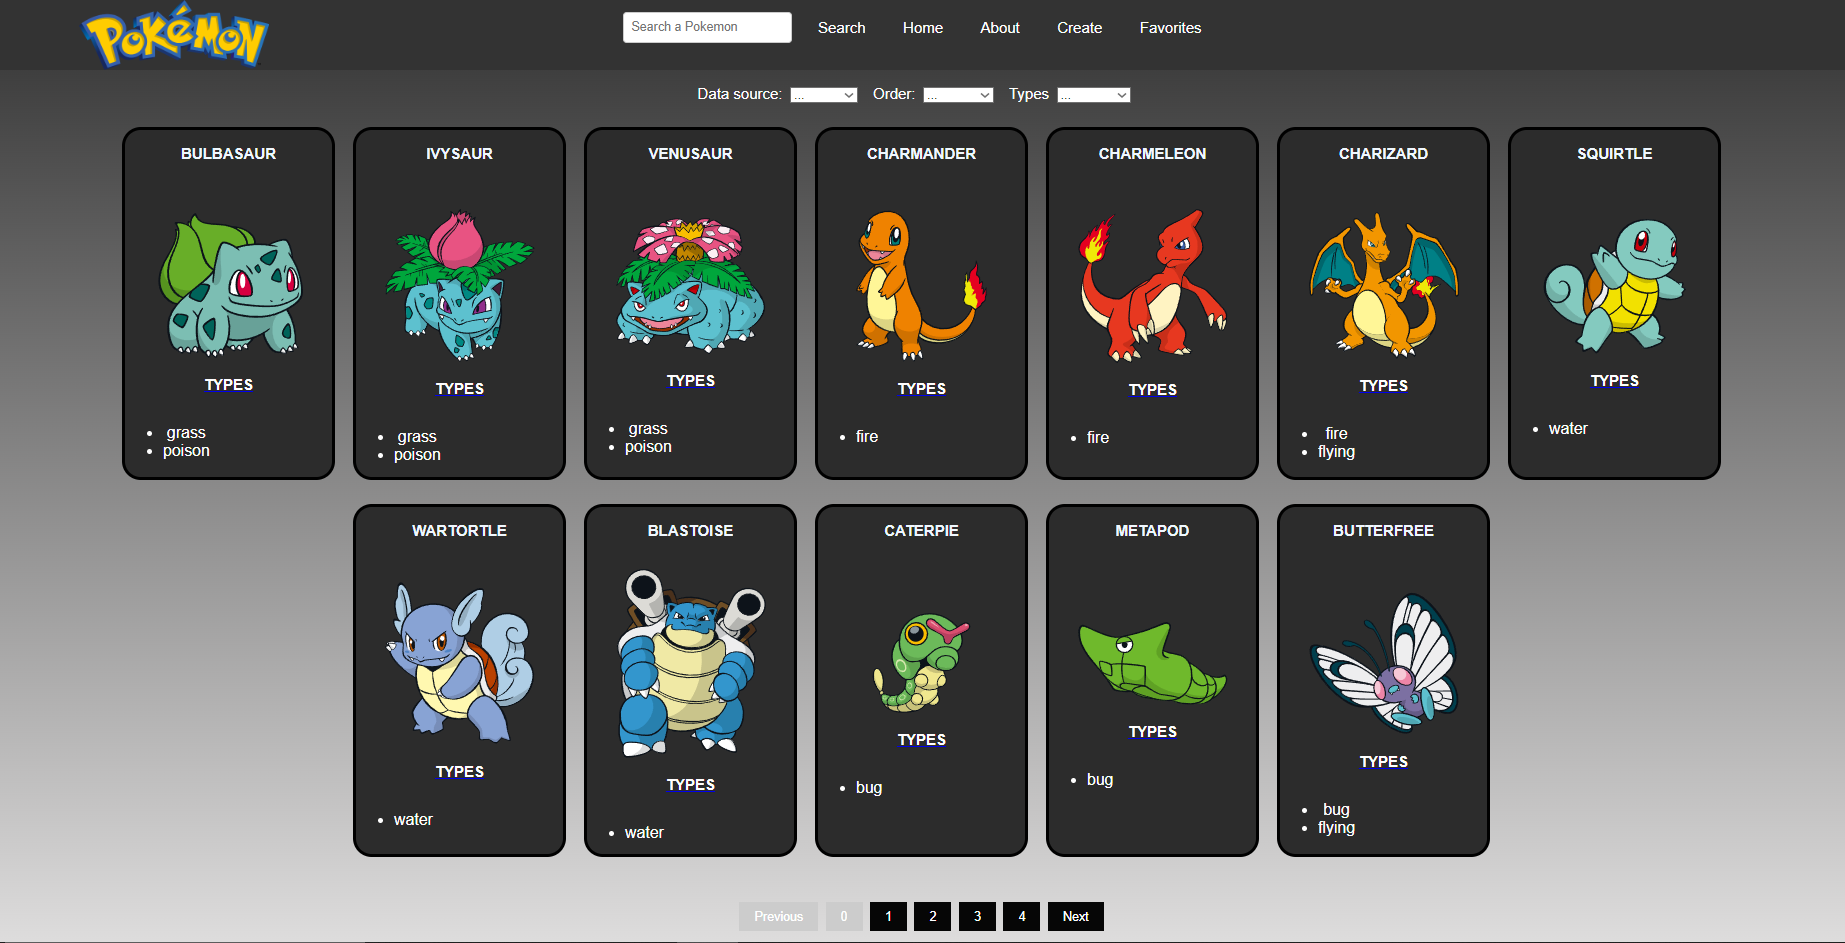 POKéMON
Search a Pokemon
Search
Home
About
Create
Favorites
Data source: ...
Order: ...
Types ...
BULBASAUR
TYPES
• grass
• poison
IVYSAUR
TYPES
• grass
• poison
VENUSAUR
TYPES
• grass
• poison
CHARMANDER
TYPES
• fire
CHARMELEON
TYPES
• fire
CHARIZARD
TYPES
• fire
• flying
SQUIRTLE
TYPES
• water
WARTORTLE
TYPES
• water
BLASTOISE
TYPES
• water
CATERPIE
TYPES
• bug
METAPOD
TYPES
• bug
BUTTERFREE
TYPES
• bug
• flying
Previous 0 1 2 3 4 Next